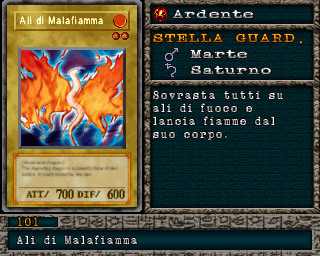 Ali di Malafiamma
ATT/ 700 DIF/ 600
Ardente
STELLA GUARD.
♂ Marte
♄ Saturno
Sovrasta tutti su
ali di fuoco e
lancia fiamme dal
suo corpo.
101
Ali di Malafiamma